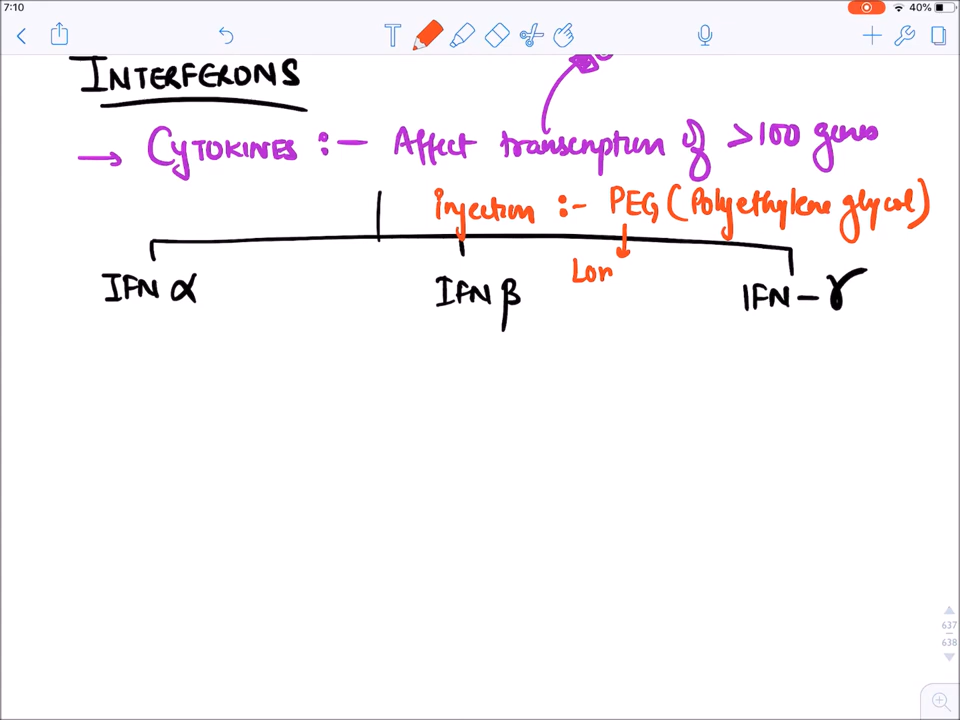 7:10
40%
T
INTERFERONS
→ CYTOKINES :- Affect transcription of >100 genes
Injection :- PEG (Polyethylene glycol)
Lon
IFN α
IFN β
IFN - γ
637
638